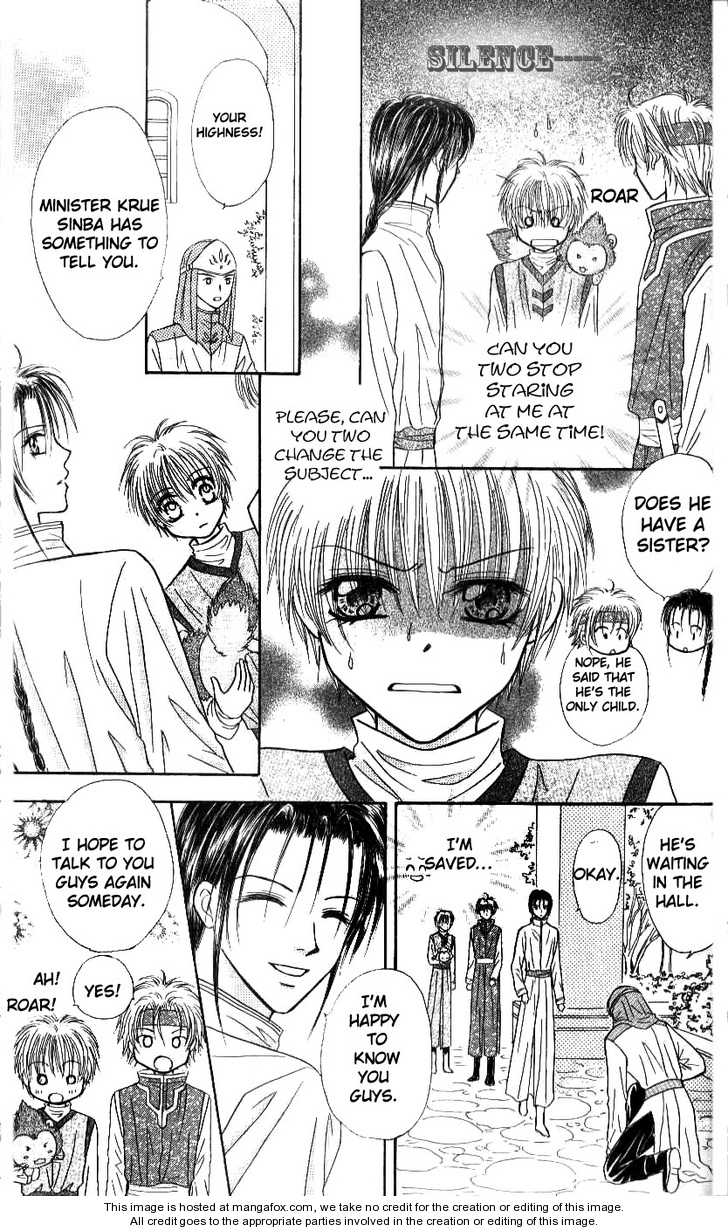 SILENCE-----
ROAR
CAN YOU
TWO STOP
STARING
AT ME AT
THE SAME TIME!
YOUR
HIGHNESS!
MINISTER KRUE
SINBA HAS
SOMETHING TO
TELL YOU.
DOES HE
HAVE A
SISTER?
NOPE, HE
SAID THAT
HE'S THE
ONLY CHILD.
PLEASE, CAN
YOU TWO
CHANGE THE
SUBJECT...
HE'S
WAITING
IN THE
HALL.
OKAY.
I'M
SAVED...
I'M
HAPPY
TO
KNOW
YOU
GUYS.
I HOPE TO
TALK TO YOU
GUYS AGAIN
SOMEDAY.
YES!
AH!
ROAR!
This image is hosted at mangafox.com, we take no credit for the creation or editing of this image.
All credit goes to the appropriate parties involved in the creation or editing of this image.